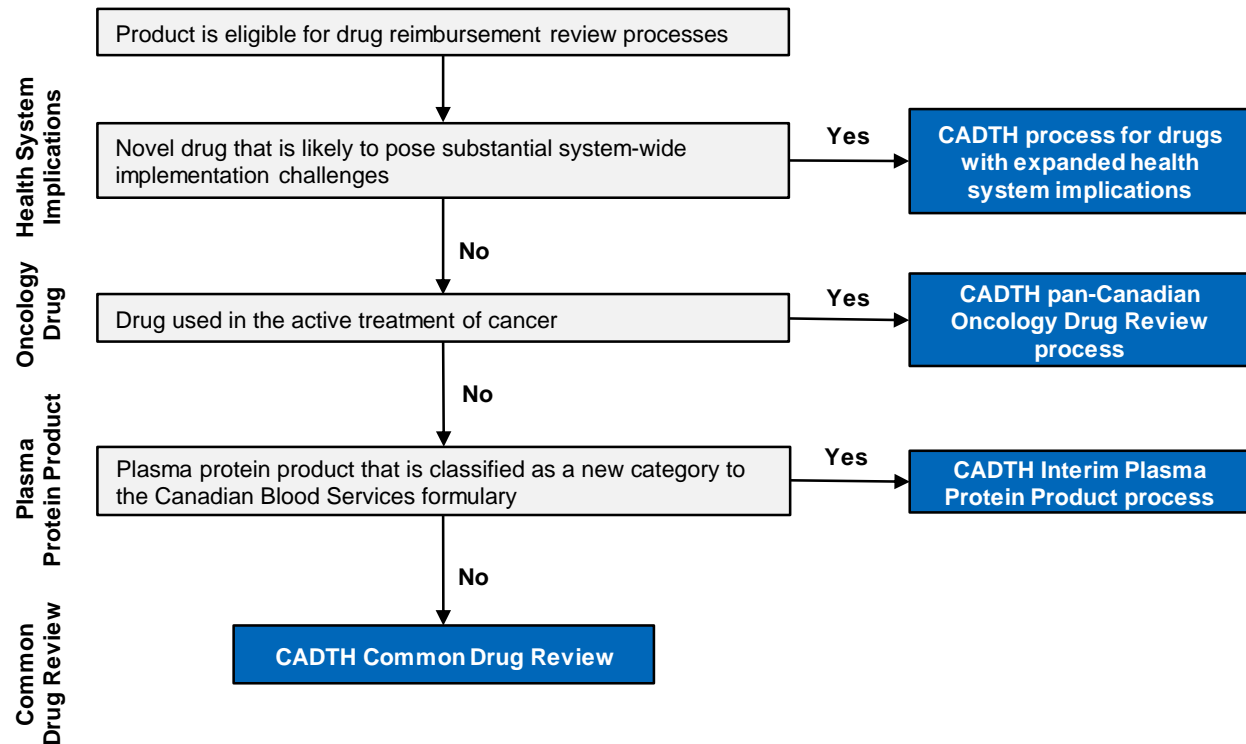 Product is eligible for drug reimbursement review processes
Health System
Implications
Novel drug that is likely to pose substantial system-wide
implementation challenges
Yes
CADTH process for drugs
with expanded health
system implications
No
Oncology
Drug
Drug used in the active treatment of cancer
Yes
CADTH pan-Canadian
Oncology Drug Review
process
No
Plasma
Protein Product
Plasma protein product that is classified as a new category to
the Canadian Blood Services formulary
Yes
CADTH Interim Plasma
Protein Product process
No
Common
Drug Review
CADTH Common Drug Review